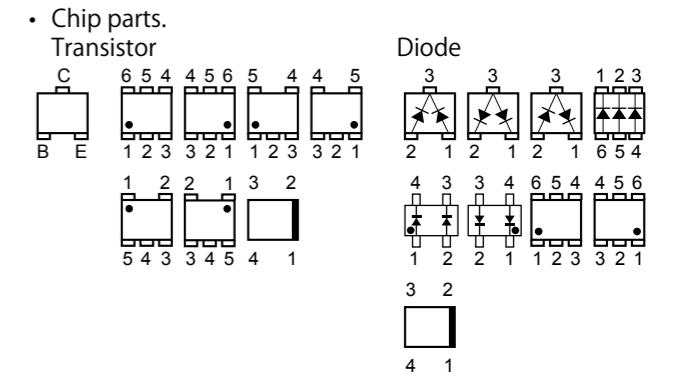 • Chip parts.
Transistor Diode
C 6 5 4 4 5 6 5 4 4 5 3 3 3 1 2 3
B E 1 2 3 3 2 1 1 2 3 3 2 1 2 1 2 1 2 1 6 5 4
1 2 2 1 3 2 4 3 3 4 6 5 4 4 5 6
5 4 3 3 4 5 4 1 1 2 2 1 1 2 3 3 2 1
3 2
4 1